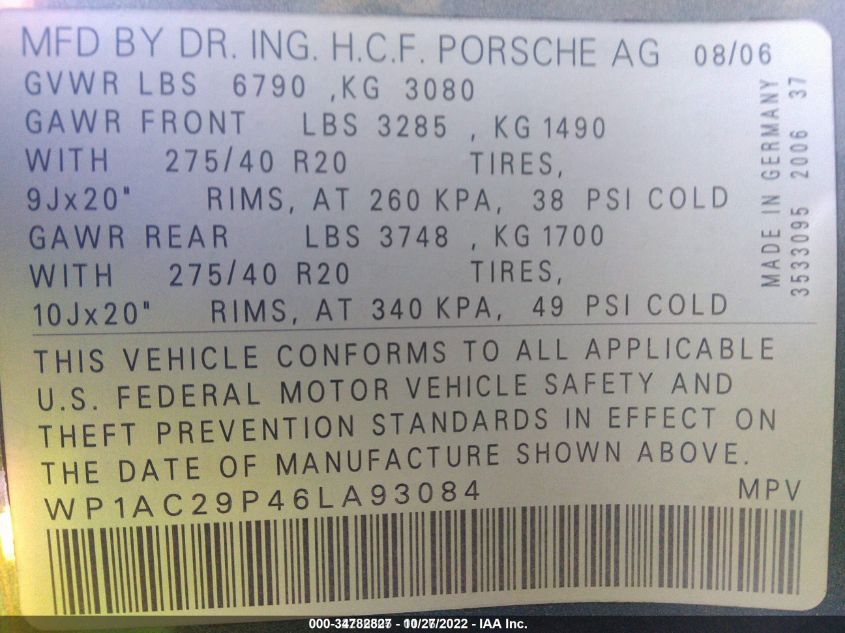 MFD BY DR. ING. H.C.F. PORSCHE AG 08/06
GVWR LBS 6790 ,KG 3080
GAWR FRONT LBS 3285 , KG 1490
WITH 275/40 R20 TIRES,
9Jx20" RIMS, AT 260 KPA, 38 PSI COLD
GAWR REAR LBS 3748 , KG 1700
WITH 275/40 R20 TIRES,
10Jx20" RIMS, AT 340 KPA, 49 PSI COLD
MADE IN GERMANY
3533095 2006 37
THIS VEHICLE CONFORMS TO ALL APPLICABLE
U.S. FEDERAL MOTOR VEHICLE SAFETY AND
THEFT PREVENTION STANDARDS IN EFFECT ON
THE DATE OF MANUFACTURE SHOWN ABOVE.
WP1AC29P46LA93084 MPV
- IAA Inc.